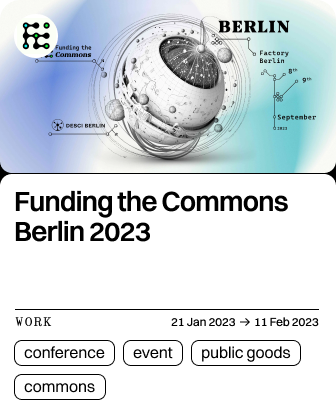 BERLIN
Funding the
Commons
Factory
Berlin
8th
9th
DESCI BERLIN
September
2023
Funding the Commons
Berlin 2023
WORK
21 Jan 2023 → 11 Feb 2023
conference
event
public goods
commons